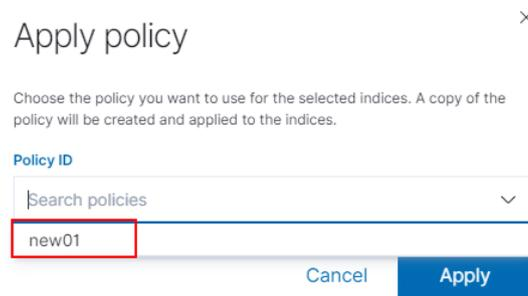 Apply policy
Choose the policy you want to use for the selected indices. A copy of the
policy will be created and applied to the indices.
Policy ID
Search policies
new01
Cancel
Apply